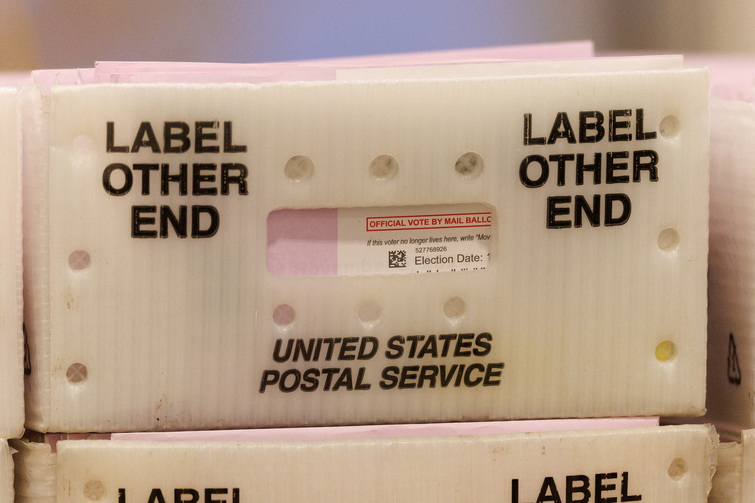 LABEL
OTHER
END
LABEL
OTHER
END
OFFICIAL VOTE BY MAIL
If this voter no longer lives here, write
527768926
Election Date:
UNITED STATES
POSTAL SERVICE
LABEL
LABEL